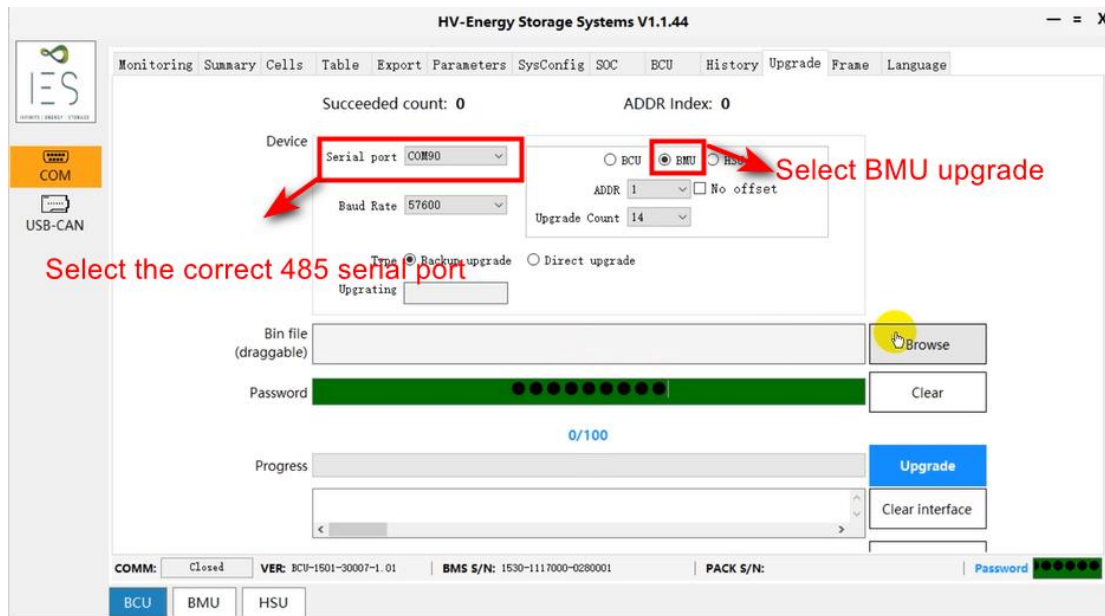 HV-Energy Storage Systems V1.1.44
IES
Monitoring Summary Cells Table Export Parameters SysConfig SOC BCU History Upgrade Frame Language
Succeeded count: 0 ADDR Index: 0
Device
Serial port COM90
BCU BMU HSU
Select BMU upgrade
COM
ADDR 1 No offset
Baud Rate 57600
Upgrade Count 14
USB-CAN
Select the correct 485 serial port
Type Backup upgrade Direct upgrade
Upgrating
Bin file
(draggable)
Browse
Password
Clear
0/100
Progress
Upgrade
Clear interface
COMM: Closed VER: BCU-1501-30007-1.01 BMS S/N: 1530-1117000-0280001 PACK S/N: Password
BCU BMU HSU